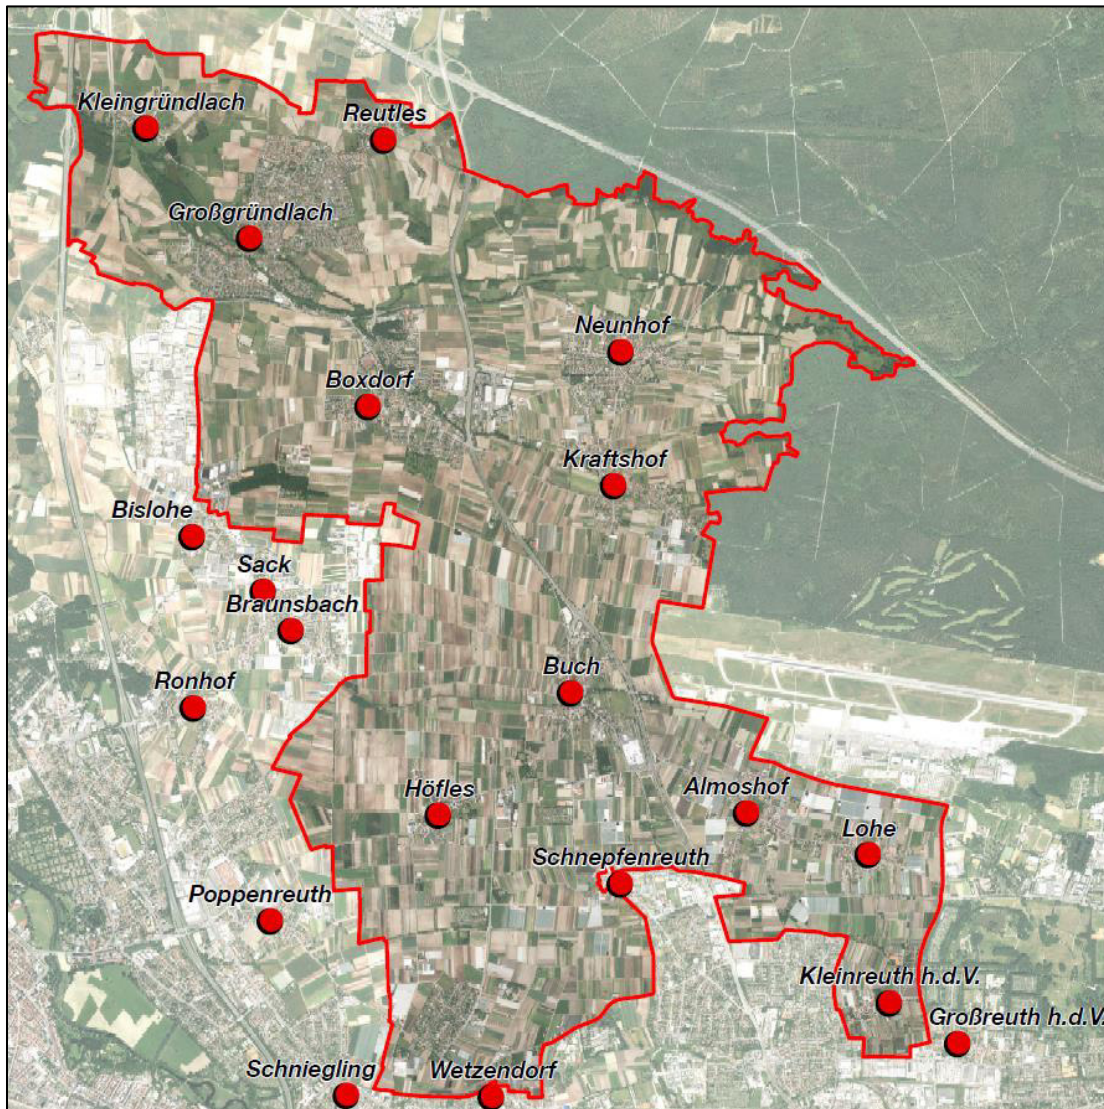 Kleingründlach
Reutles
Großgründlach
Neunhof
Boxdorf
Kraftshof
Bislohe
Sack
Braunsbach
Buch
Ronhof
Höfles
Almoshof
Lohe
Schnepfenreuth
Poppenreuth
Kleinreuth h.d.V.
Großreuth h.d.V.
Schniegling
Wetzendorf